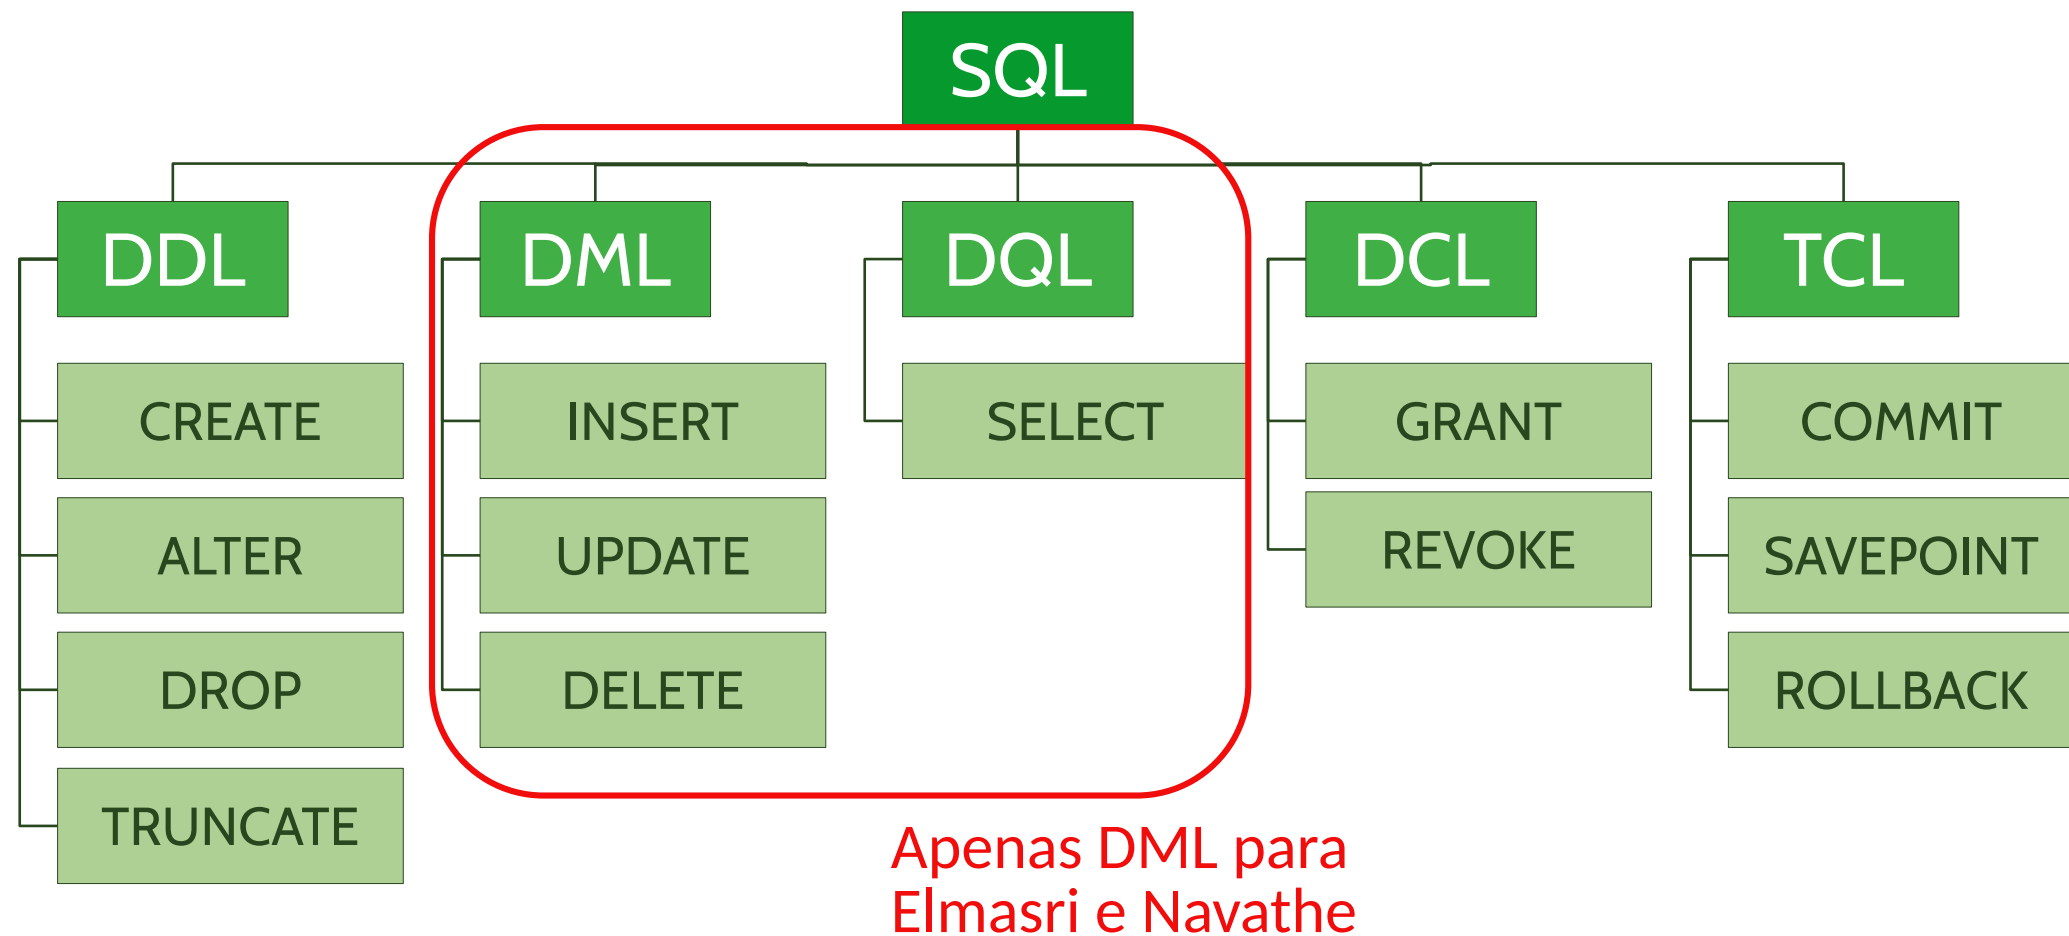 SQL
DDL
DML
DQL
DCL
TCL
CREATE
ALTER
DROP
TRUNCATE
INSERT
UPDATE
DELETE
SELECT
GRANT
REVOKE
COMMIT
SAVEPOINT
ROLLBACK
Apenas DML para
Elmasri e Navathe